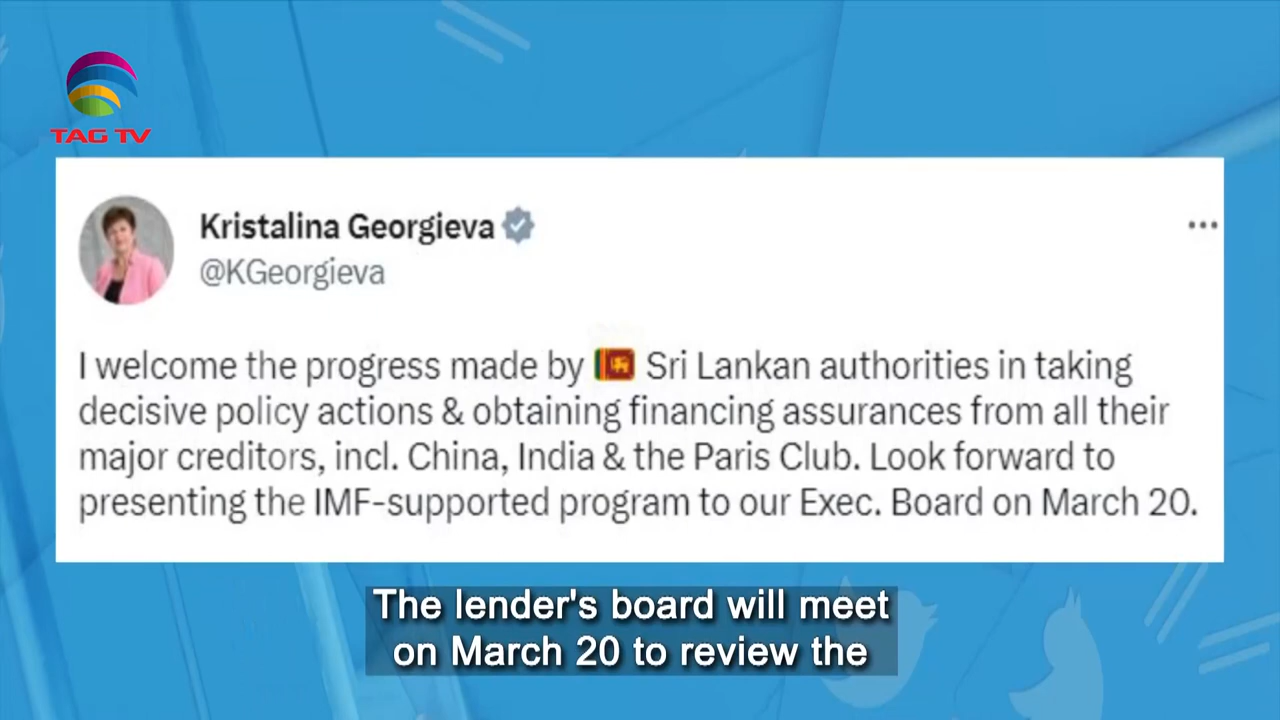 TAG TV
Kristalina Georgieva
@KGeorgieva
I welcome the progress made by 🇱🇰 Sri Lankan authorities in taking
decisive policy actions & obtaining financing assurances from all their
major creditors, incl. China, India & the Paris Club. Look forward to
presenting the IMF-supported program to our Exec. Board on March 20.
The lender's board will meet
on March 20 to review the